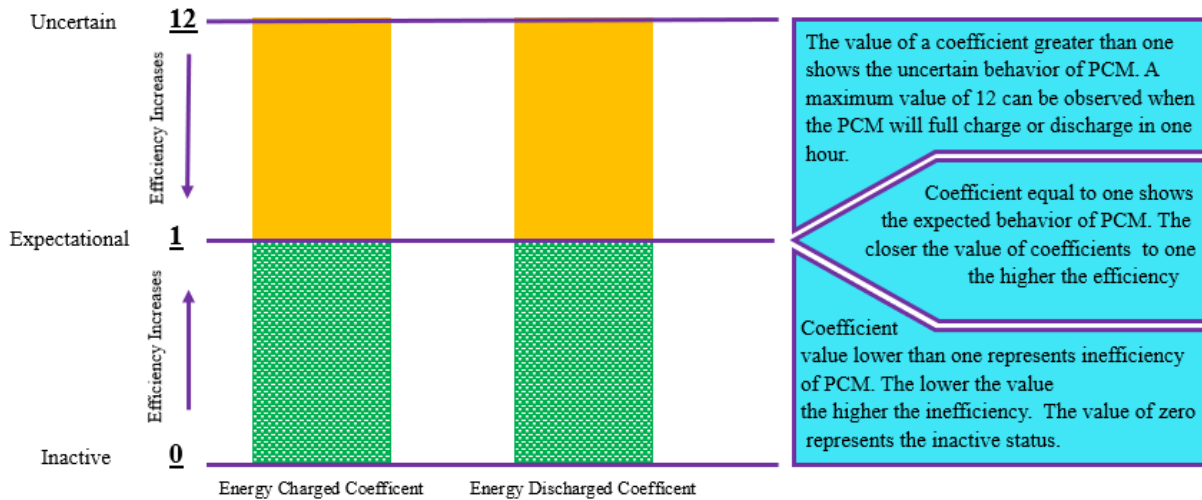 Uncertain
12
Efficiency Increases
Expectational
1
Efficiency Increases
Inactive
0
Energy Charged Coefficent
Energy Discharged Coefficent
The value of a coefficient greater than one
shows the uncertain behavior of PCM. A
maximum value of 12 can be observed when
the PCM will full charge or discharge in one
hour.
Coefficient equal to one shows
the expected behavior of PCM. The
closer the value of coefficients to one
the higher the efficiency
Coefficient
value lower than one represents inefficiency
of PCM. The lower the value
the higher the inefficiency. The value of zero
represents the inactive status.